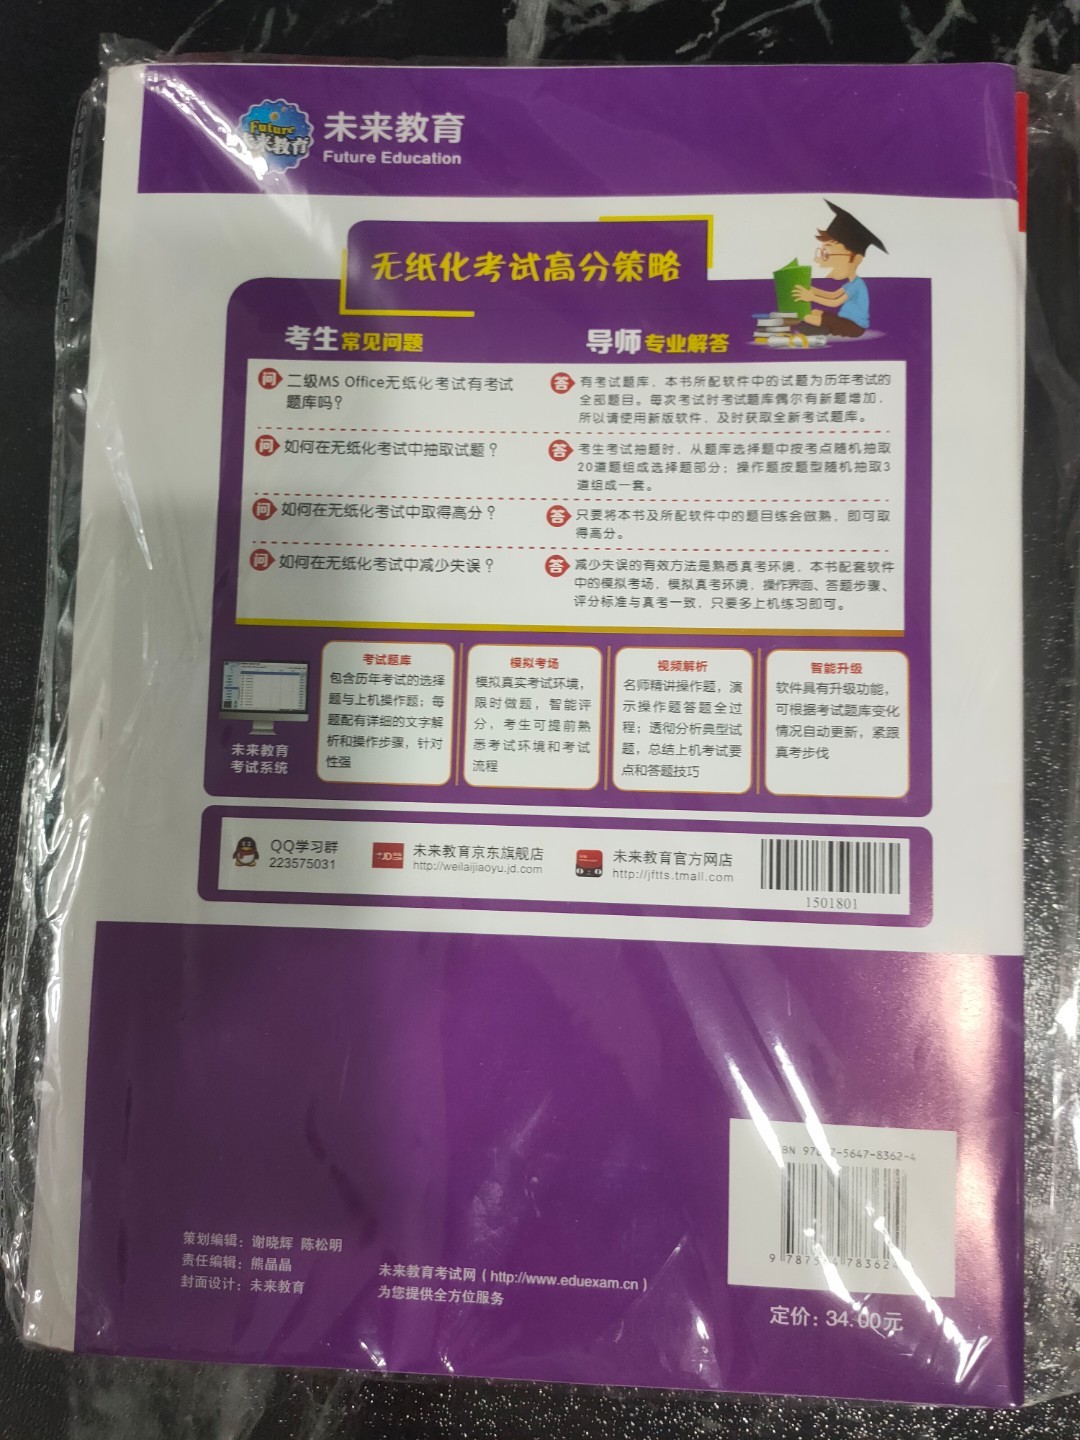 Future
未来教育
未来教育
Future Education
无纸化考试高分策略
考生 常见问题
导师 专业解答
问 二级MS Office无纸化考试有考试
题库吗？
答 有考试题库，本书所配软件中的试题为历年考试的
全部题目。每次考试时考试题库偶尔有新题增加，
所以请使用新版软件，及时获取全新考试题库。
问 如何在无纸化考试中抽取试题？
答 考生考试抽题时，从题库选择题中按考点随机抽取
20道题组成选择题部分；操作题按题型随机抽取3
道组成一套。
问 如何在无纸化考试中取得高分？
答 只要将本书及所配软件中的题目练会做熟，即可取
得高分。
问 如何在无纸化考试中减少失误？
答 减少失误的有效方法是熟悉真考环境，本书配套软件
中的模拟考场，模拟真考环境，操作界面、答题步骤、
评分标准与真考一致，只要多上机练习即可。
未来教育
考试系统
考试题库
包含历年考试的选择
题与上机操作题；每
题配有详细的文字解
析和操作步骤，针对
性强
模拟考场
模拟真实考试环境，
限时做题，智能评
分，考生可提前熟
悉考试环境和考试
流程
视频解析
名师精讲操作题，演
示操作题答题全过
程；透彻分析典型试
题，总结上机考试要
点和答题技巧
智能升级
软件具有升级功能，
可根据考试题库变化
情况自动更新，紧跟
真考步伐
QQ学习群
223575031
JD
未来教育京东旗舰店
http://weilaijiaoyu.jd.com
未来教育官方网店
http://jftts.tmall.com
1501801
策划编辑：谢晓辉 陈松明
责任编辑：熊晶晶
封面设计：未来教育
未来教育考试网（http://www.eduexam.cn）
为您提供全方位服务
-5647-8362-4
定价：34.00元